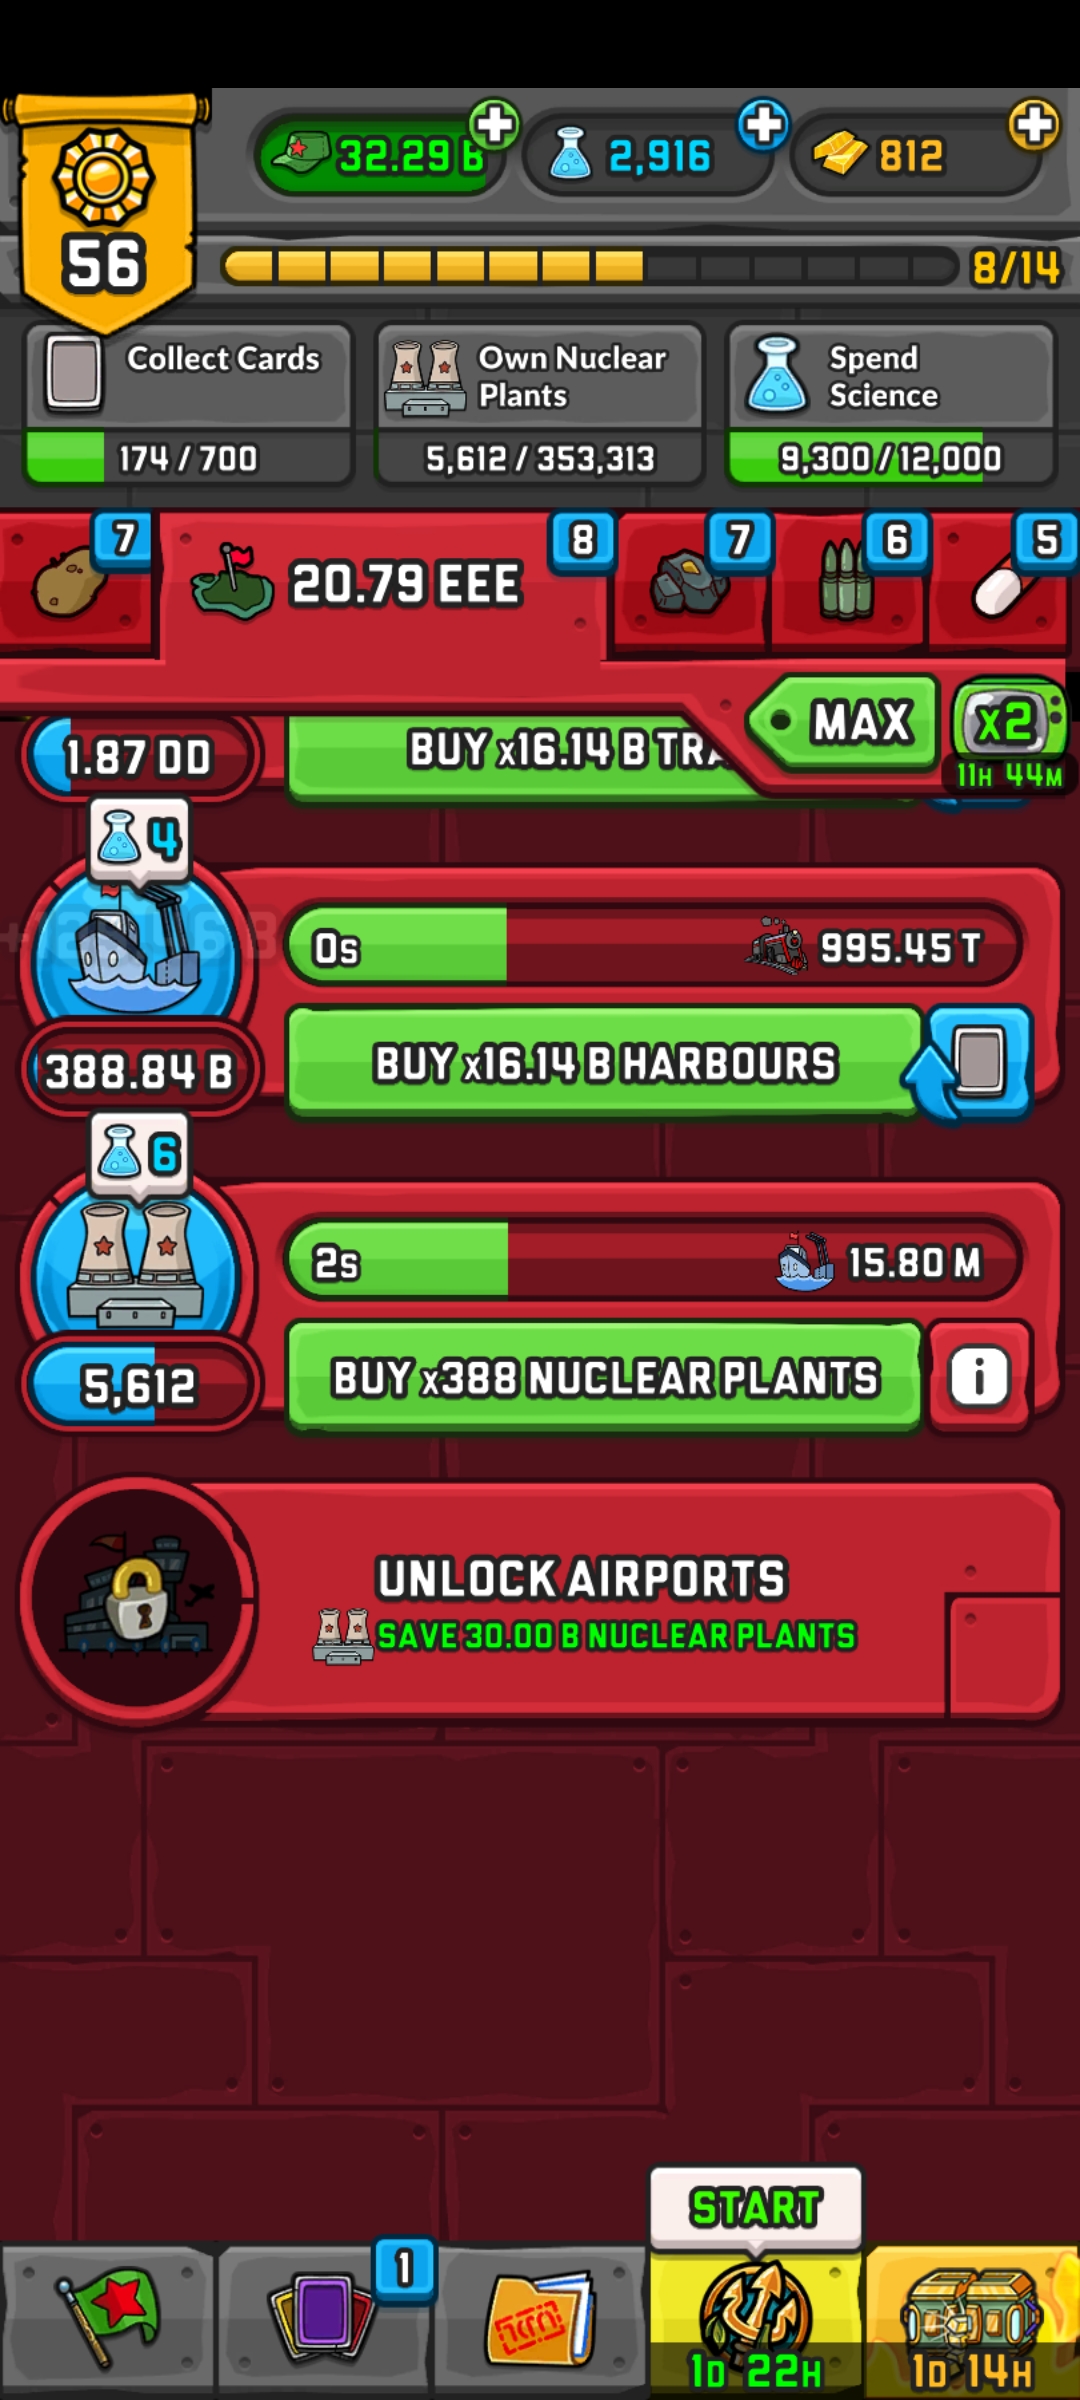 32.29 B
2,916
812
56
8/14
Collect Cards
174 / 700
Own Nuclear
Plants
5,612 / 353,313
Spend
Science
9,300 / 12,000
7
20.79 EEE
8
7
6
5
MAX
x2
11H 44M
1.87 DD
BUY x16.14 B
4
0s
995.45 T
388.84 B
BUY x16.14 B HARBOURS
6
2s
15.80 M
5,612
BUY x388 NUCLEAR PLANTS
i
UNLOCK AIRPORTS
SAVE 30.00 B NUCLEAR PLANTS
START
1
1D 22H
1D 14H